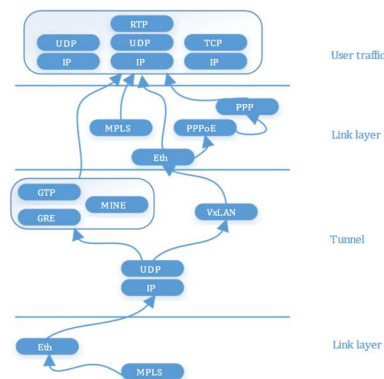 RTP
UDP UDP TCP
IP IP IP
User traffic
PPP
MPLS PPPoE
Link layer
Eth
GTP
MINE
GRE
VxLAN
Tunnel
UDP
IP
Eth
Link layer
MPLS